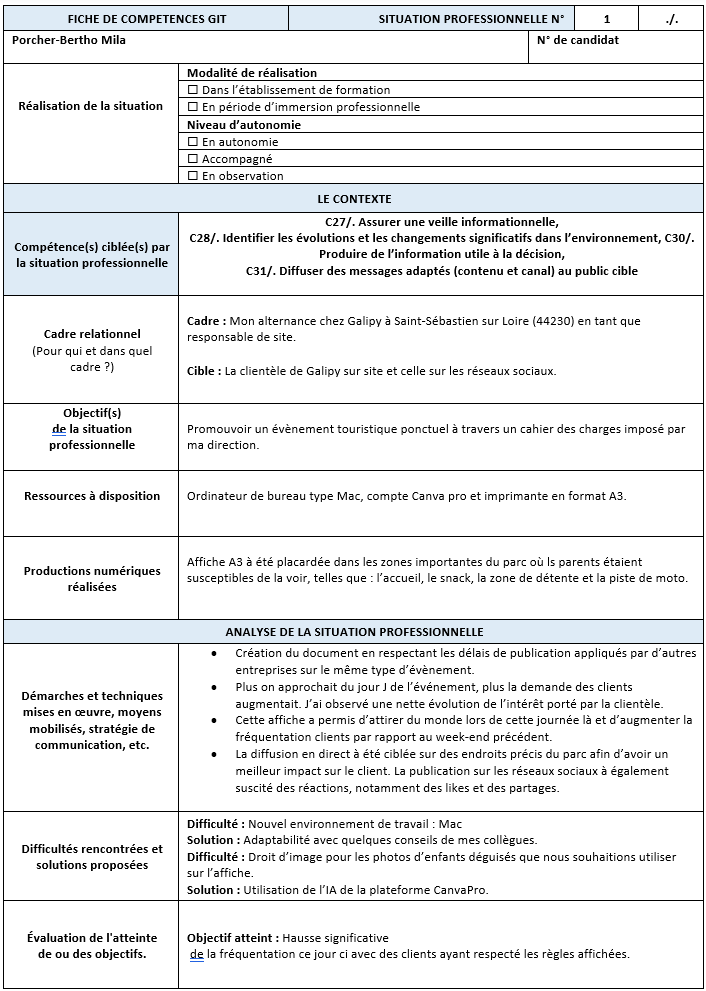 FICHE DE COMPETENCES GIT SITUATION PROFESSIONNELLE N° 1 ./.
Porcher-Bertho Mila N° de candidat
Réalisation de la situation
Modalité de réalisation
☐ Dans l'établissement de formation
☐ En période d'immersion professionnelle
Niveau d'autonomie
☐ En autonomie
☐ Accompagné
☐ En observation
LE CONTEXTE
Compétence(s) ciblée(s) par
la situation professionnelle
C27/. Assurer une veille informationnelle,
C28/. Identifier les évolutions et les changements significatifs dans l'environnement, C30/.
Produire de l'information utile à la décision,
C31/. Diffuser des messages adaptés (contenu et canal) au public cible
Cadre relationnel
(Pour qui et dans quel
cadre ?)
Cadre : Mon alternance chez Galipy à Saint-Sébastien sur Loire (44230) en tant que
responsable de site.
Cible : La clientèle de Galipy sur site et celle sur les réseaux sociaux.
Objectif(s)
de la situation
professionnelle
Promouvoir un évènement touristique ponctuel à travers un cahier des charges imposé par
ma direction.
Ressources à disposition
Ordinateur de bureau type Mac, compte Canva pro et imprimante en format A3.
Productions numériques
réalisées
Affiche A3 à été placardée dans les zones importantes du parc où ls parents étaient
susceptibles de la voir, telles que : l'accueil, le snack, la zone de détente et la piste de moto.
ANALYSE DE LA SITUATION PROFESSIONNELLE
Démarches et techniques
mises en œuvre, moyens
mobilisés, stratégie de
communication, etc.
• Création du document en respectant les délais de publication appliqués par d'autres
entreprises sur le même type d'évènement.
• Plus on approchait du jour J de l'événement, plus la demande des clients
augmentait. J'ai observé une nette évolution de l'intérêt porté par la clientèle.
• Cette affiche a permis d'attirer du monde lors de cette journée là et d'augmenter la
fréquentation clients par rapport au week-end précédent.
• La diffusion en direct à été ciblée sur des endroits précis du parc afin d'avoir un
meilleur impact sur le client. La publication sur les réseaux sociaux à également
suscité des réactions, notamment des likes et des partages.
Difficultés rencontrées et
solutions proposées
Difficulté : Nouvel environnement de travail : Mac
Solution : Adaptabilité avec quelques conseils de mes collègues.
Difficulté : Droit d'image pour les photos d'enfants déguisés que nous souhaitions utiliser
sur l'affiche.
Solution : Utilisation de l'IA de la plateforme CanvaPro.
Évaluation de l'atteinte
de ou des objectifs.
Objectif atteint : Hausse significative
de la fréquentation ce jour ci avec des clients ayant respecté les règles affichées.